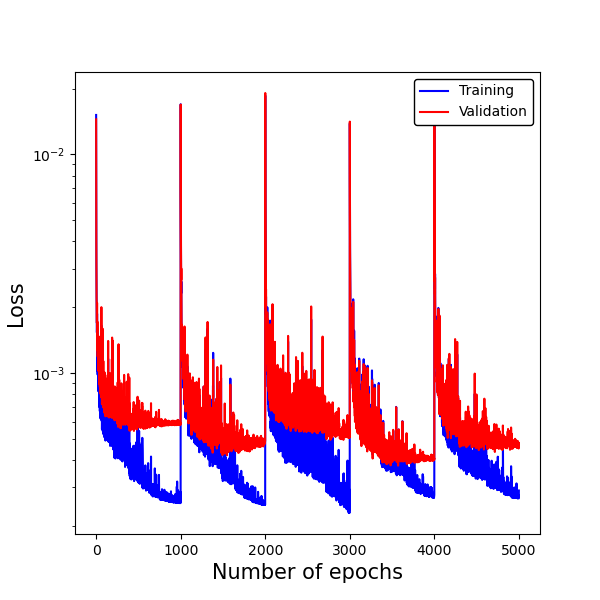 Training
Validation
10⁻²
10⁻³
Loss
0 1000 2000 3000 4000 5000
Number of epochs